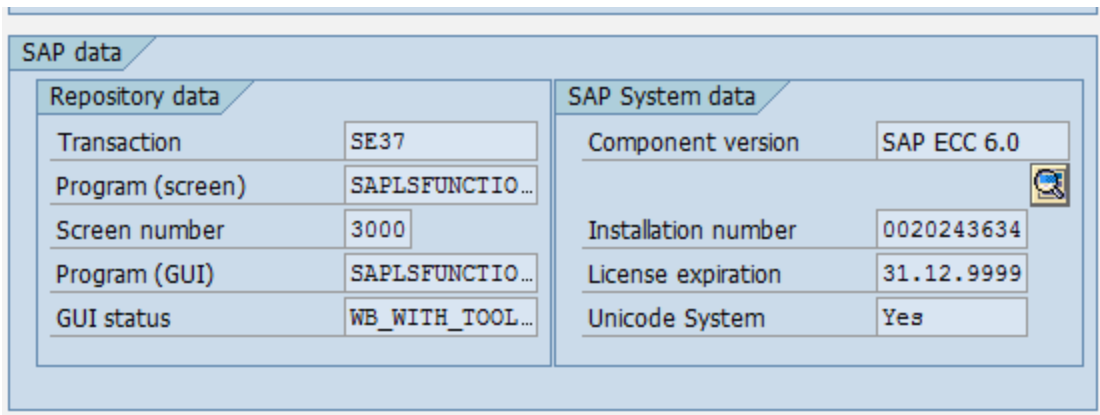 SAP data
Repository data
Transaction SE37
Program (screen) SAPLSFUNCTIO…
Screen number 3000
Program (GUI) SAPLSFUNCTIO…
GUI status WB_WITH_TOOL…
SAP System data
Component version SAP ECC 6.0
Installation number 0020243634
License expiration 31.12.9999
Unicode System Yes